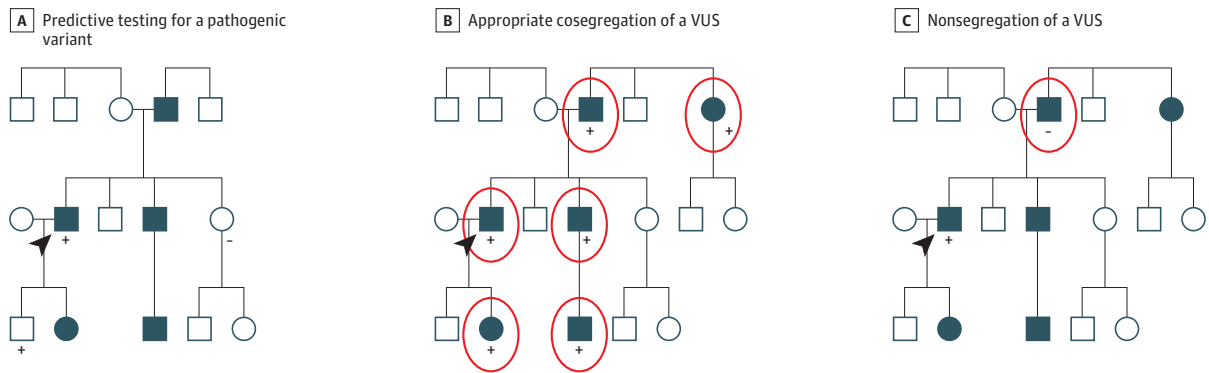 A Predictive testing for a pathogenic
variant
B Appropriate cosegregation of a VUS
C Nonsegregation of a VUS
+ + −
+ −
+ + +
+
+ + +